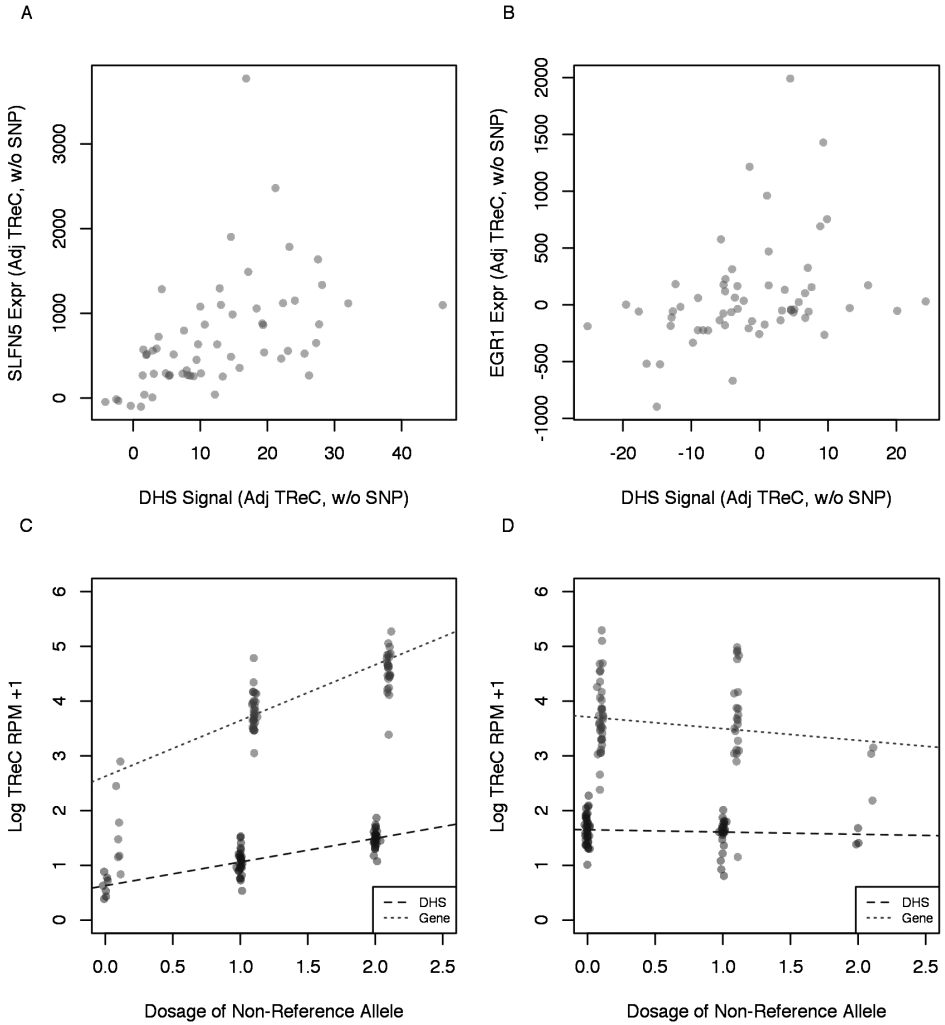 A
SLFN5 Expr (Adj TReC, w/o SNP)
0 1000 2000 3000
0 10 20 30 40
DHS Signal (Adj TReC, w/o SNP)
B
EGR1 Expr (Adj TReC, w/o SNP)
-1000 -500 0 500 1000 1500 2000
-20 -10 0 10 20
DHS Signal (Adj TReC, w/o SNP)
C
Log TReC RPM +1
0 1 2 3 4 5 6
DHS
Gene
0.0 0.5 1.0 1.5 2.0 2.5
Dosage of Non-Reference Allele
D
Log TReC RPM +1
0 1 2 3 4 5 6
DHS
Gene
0.0 0.5 1.0 1.5 2.0 2.5
Dosage of Non-Reference Allele